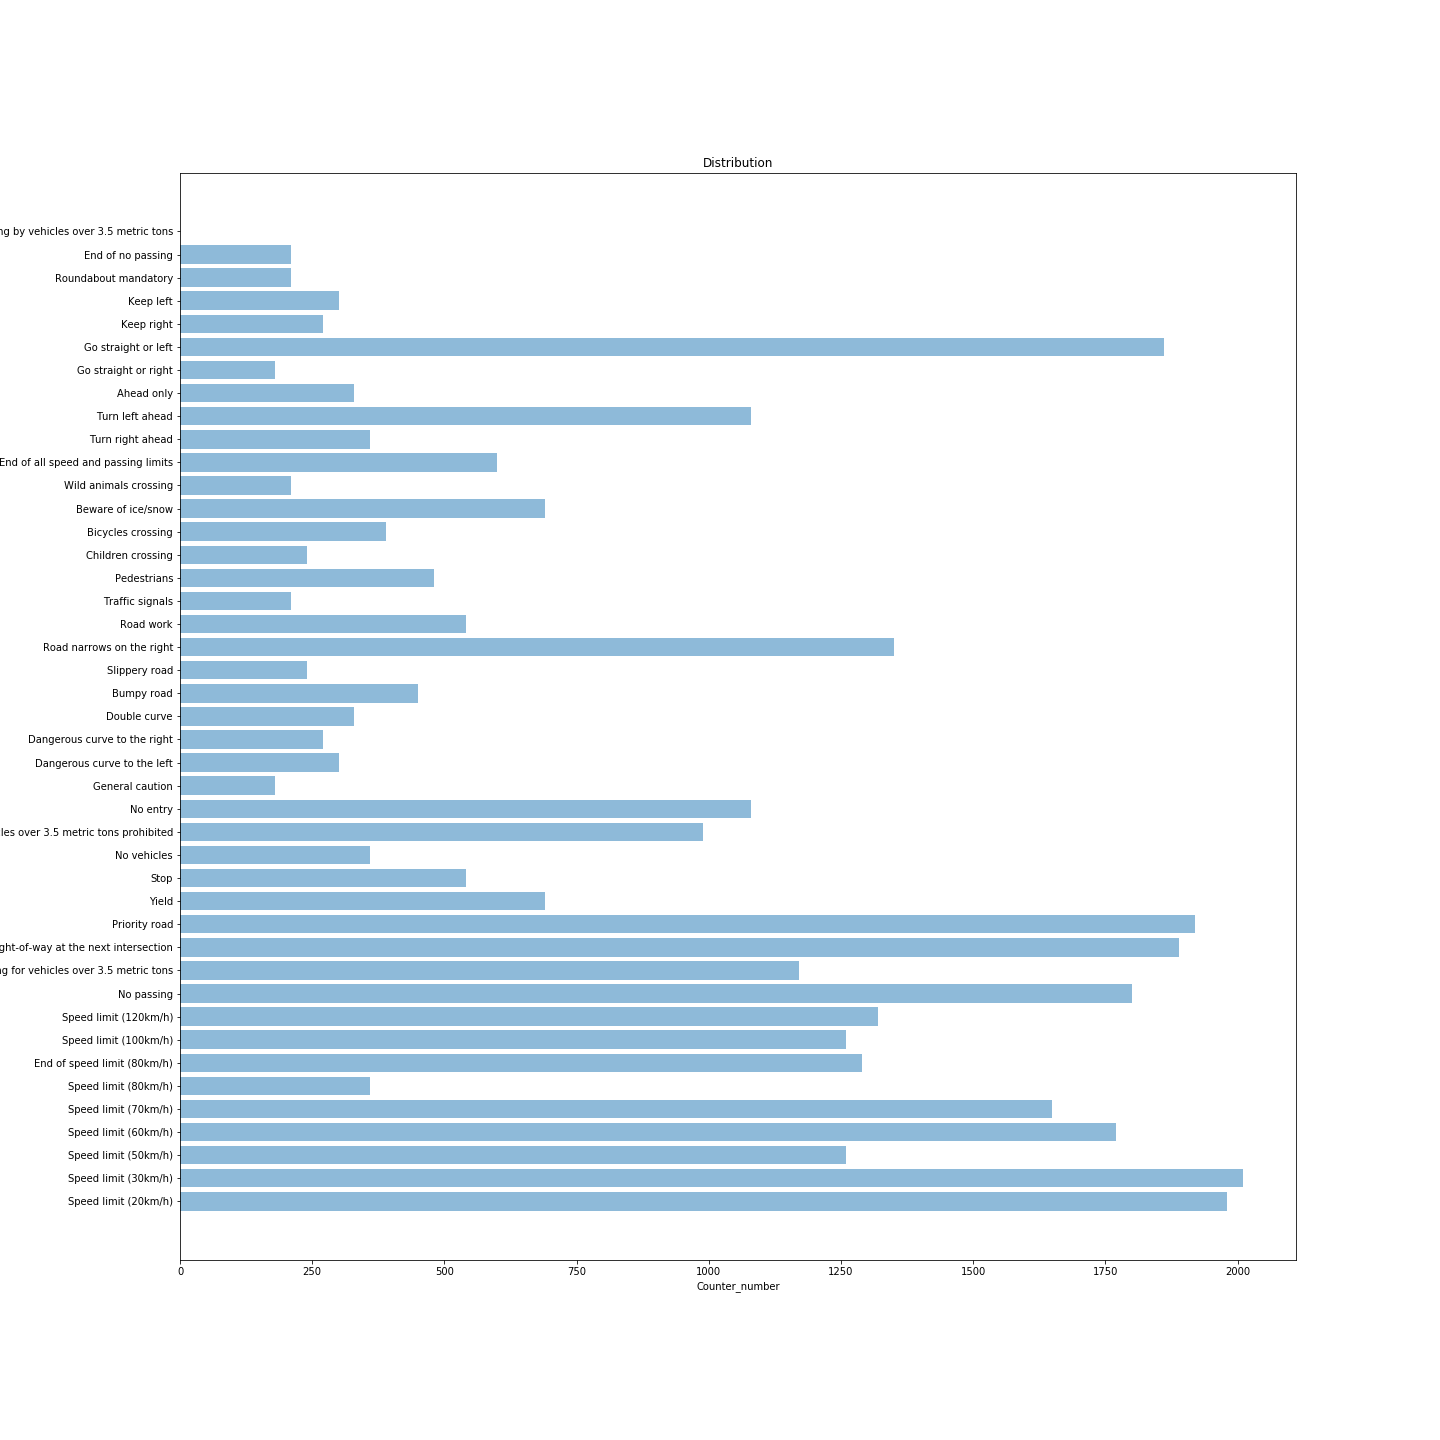 Distribution
by vehicles over 3.5 metric tons
End of no passing
Roundabout mandatory
Keep left
Keep right
Go straight or left
Go straight or right
Ahead only
Turn left ahead
Turn right ahead
End of all speed and passing limits
Wild animals crossing
Beware of ice/snow
Bicycles crossing
Children crossing
Pedestrians
Traffic signals
Road work
Road narrows on the right
Slippery road
Bumpy road
Double curve
Dangerous curve to the right
Dangerous curve to the left
General caution
No entry
over 3.5 metric tons prohibited
No vehicles
Stop
Yield
Priority road
at the next intersection
for vehicles over 3.5 metric tons
No passing
Speed limit (120km/h)
Speed limit (100km/h)
End of speed limit (80km/h)
Speed limit (80km/h)
Speed limit (70km/h)
Speed limit (60km/h)
Speed limit (50km/h)
Speed limit (30km/h)
Speed limit (20km/h)
0 250 500 750 1000 1250 1500 1750 2000
Counter_number